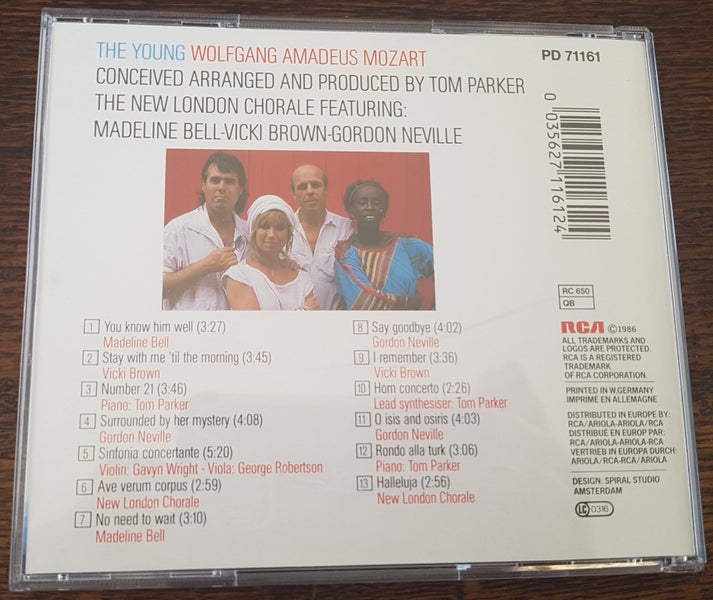 THE YOUNG WOLFGANG AMADEUS MOZART
CONCEIVED ARRANGED AND PRODUCED BY TOM PARKER
THE NEW LONDON CHORALE FEATURING:
MADELINE BELL-VICKI BROWN-GORDON NEVILLE
PD 71161
0 035627 116124
1 You know him well (3:27)
Madeline Bell
2 Stay with me 'til the morning (3:45)
Vicki Brown
3 Number 21 (3:46)
Piano: Tom Parker
4 Surrounded by her mystery (4:08)
Gordon Neville
5 Sinfonia concertante (5:20)
Violin: Gavyn Wright - Viola: George Robertson
6 Ave verum corpus (2:59)
New London Chorale
7 No need to wait (3:10)
Madeline Bell
8 Say goodbye (4:02)
Gordon Neville
9 I remember (3:36)
Vicki Brown
10 Horn concerto (2:26)
Lead synthesiser: Tom Parker
11 O isis and osiris (4:03)
Gordon Neville
12 Rondo alla turk (3:06)
Piano: Tom Parker
13 Halleluja (2:56)
New London Chorale
RC 650
QB
RCA ©1986
ALL TRADEMARKS AND
LOGOS ARE PROTECTED.
RCA IS A REGISTERED
TRADEMARK
OF RCA CORPORATION.
PRINTED IN W.GERMANY
IMPRIMÉ EN ALLEMAGNE
DISTRIBUTED IN EUROPE BY:
RCA/ARIOLA-ARIOLA/RCA
DISTRIBUÉ EN EUROPA PAR:
RCA/ARIOLA-ARIOLA-RCA
VERTRIEB IN EUROPA DURCH:
ARIOLA/RCA-RCA/ARIOLA
DESIGN: SPIRAL STUDIO
AMSTERDAM
LC 0316